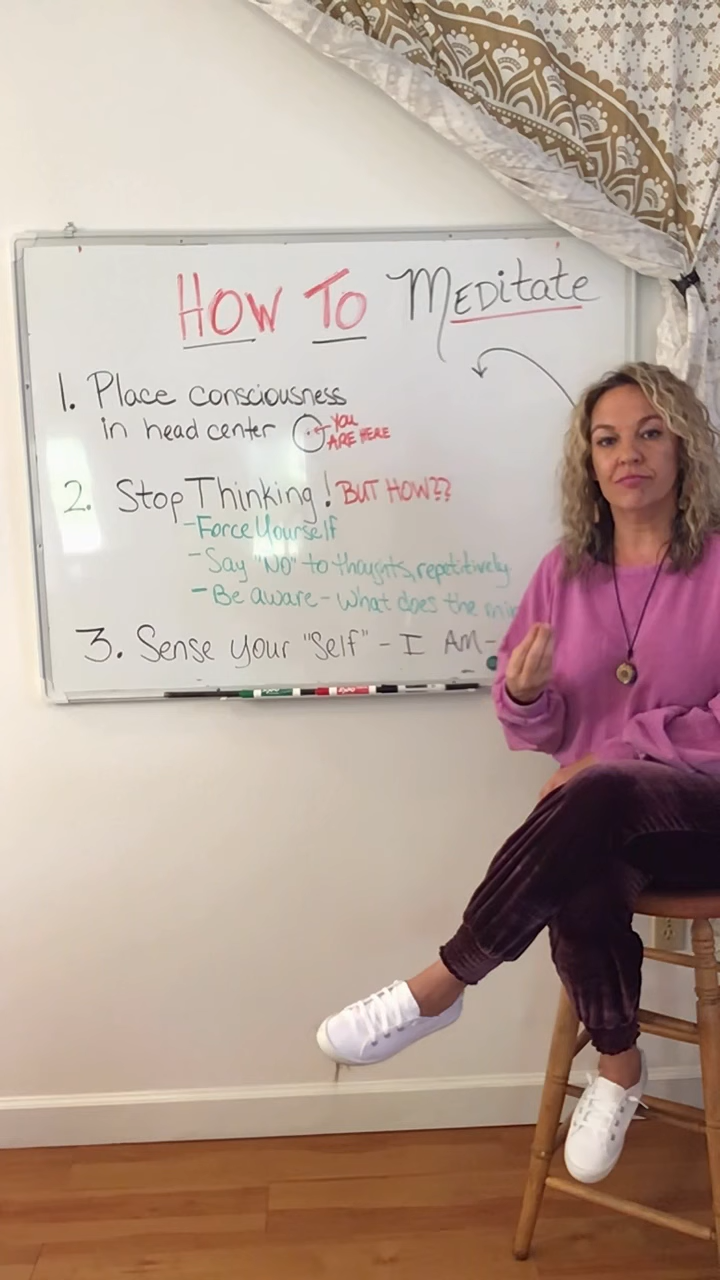 HOW TO MEDitate
1. Place consciousness
in head center YOU
ARE HERE
2. Stop Thinking! BUT HOW??
- Force Yourself
- Say "NO" to thoughts, repetitively
- Be aware - What does the
3. Sense your "Self" - I AM -
EXPO